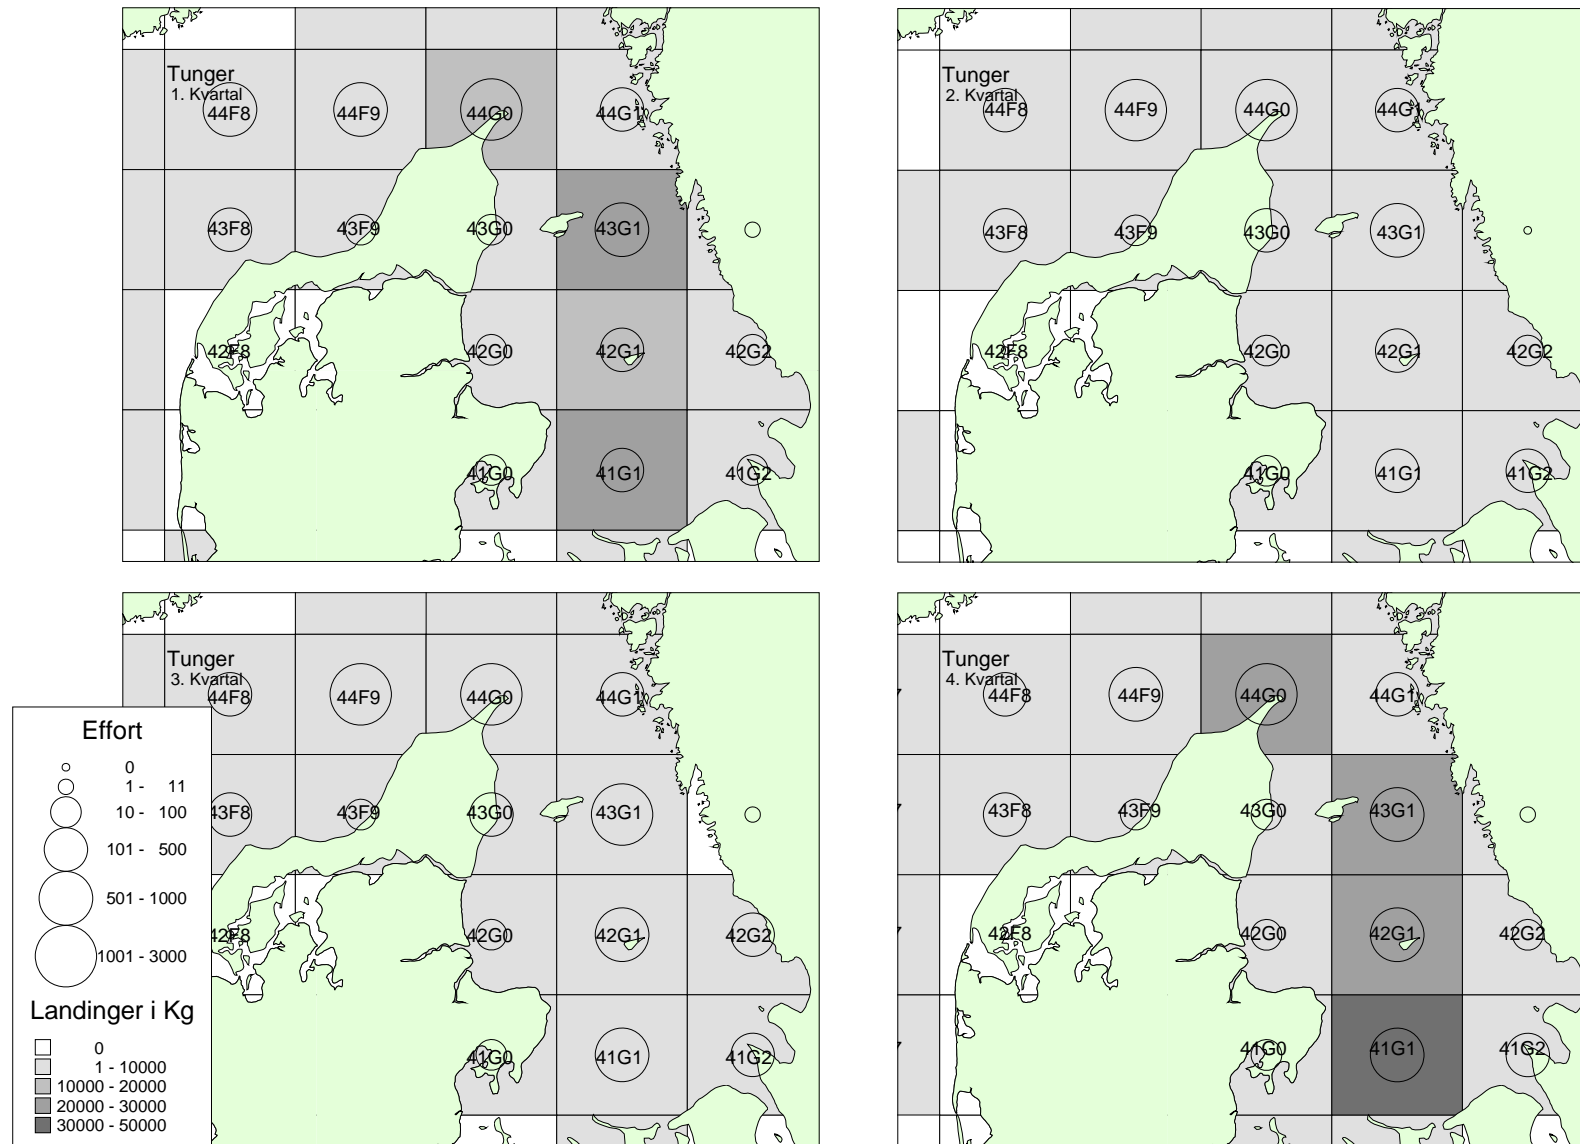 Tunger
1. Kvartal
44F8 44F9 44G0 44G1
43F8 43F9 43G0 43G1
42F8 42G0 42G1 42G2
41G0 41G1 41G2
Tunger
2. Kvartal
44F8 44F9 44G0 44G1
43F8 43F9 43G0 43G1
42F8 42G0 42G1 42G2
41G0 41G1 41G2
Tunger
3. Kvartal
44F8 44F9 44G0 44G1
43F8 43F9 43G0 43G1
42F8 42G0 42G1 42G2
41G0 41G1 41G2
Effort
0
1 - 11
10 - 100
101 - 500
501 - 1000
1001 - 3000
Landinger i Kg
0
1 - 10000
10000 - 20000
20000 - 30000
30000 - 50000
Tunger
4. Kvartal
44F8 44F9 44G0 44G1
43F8 43F9 43G0 43G1
42F8 42G0 42G1 42G2
41G0 41G1 41G2